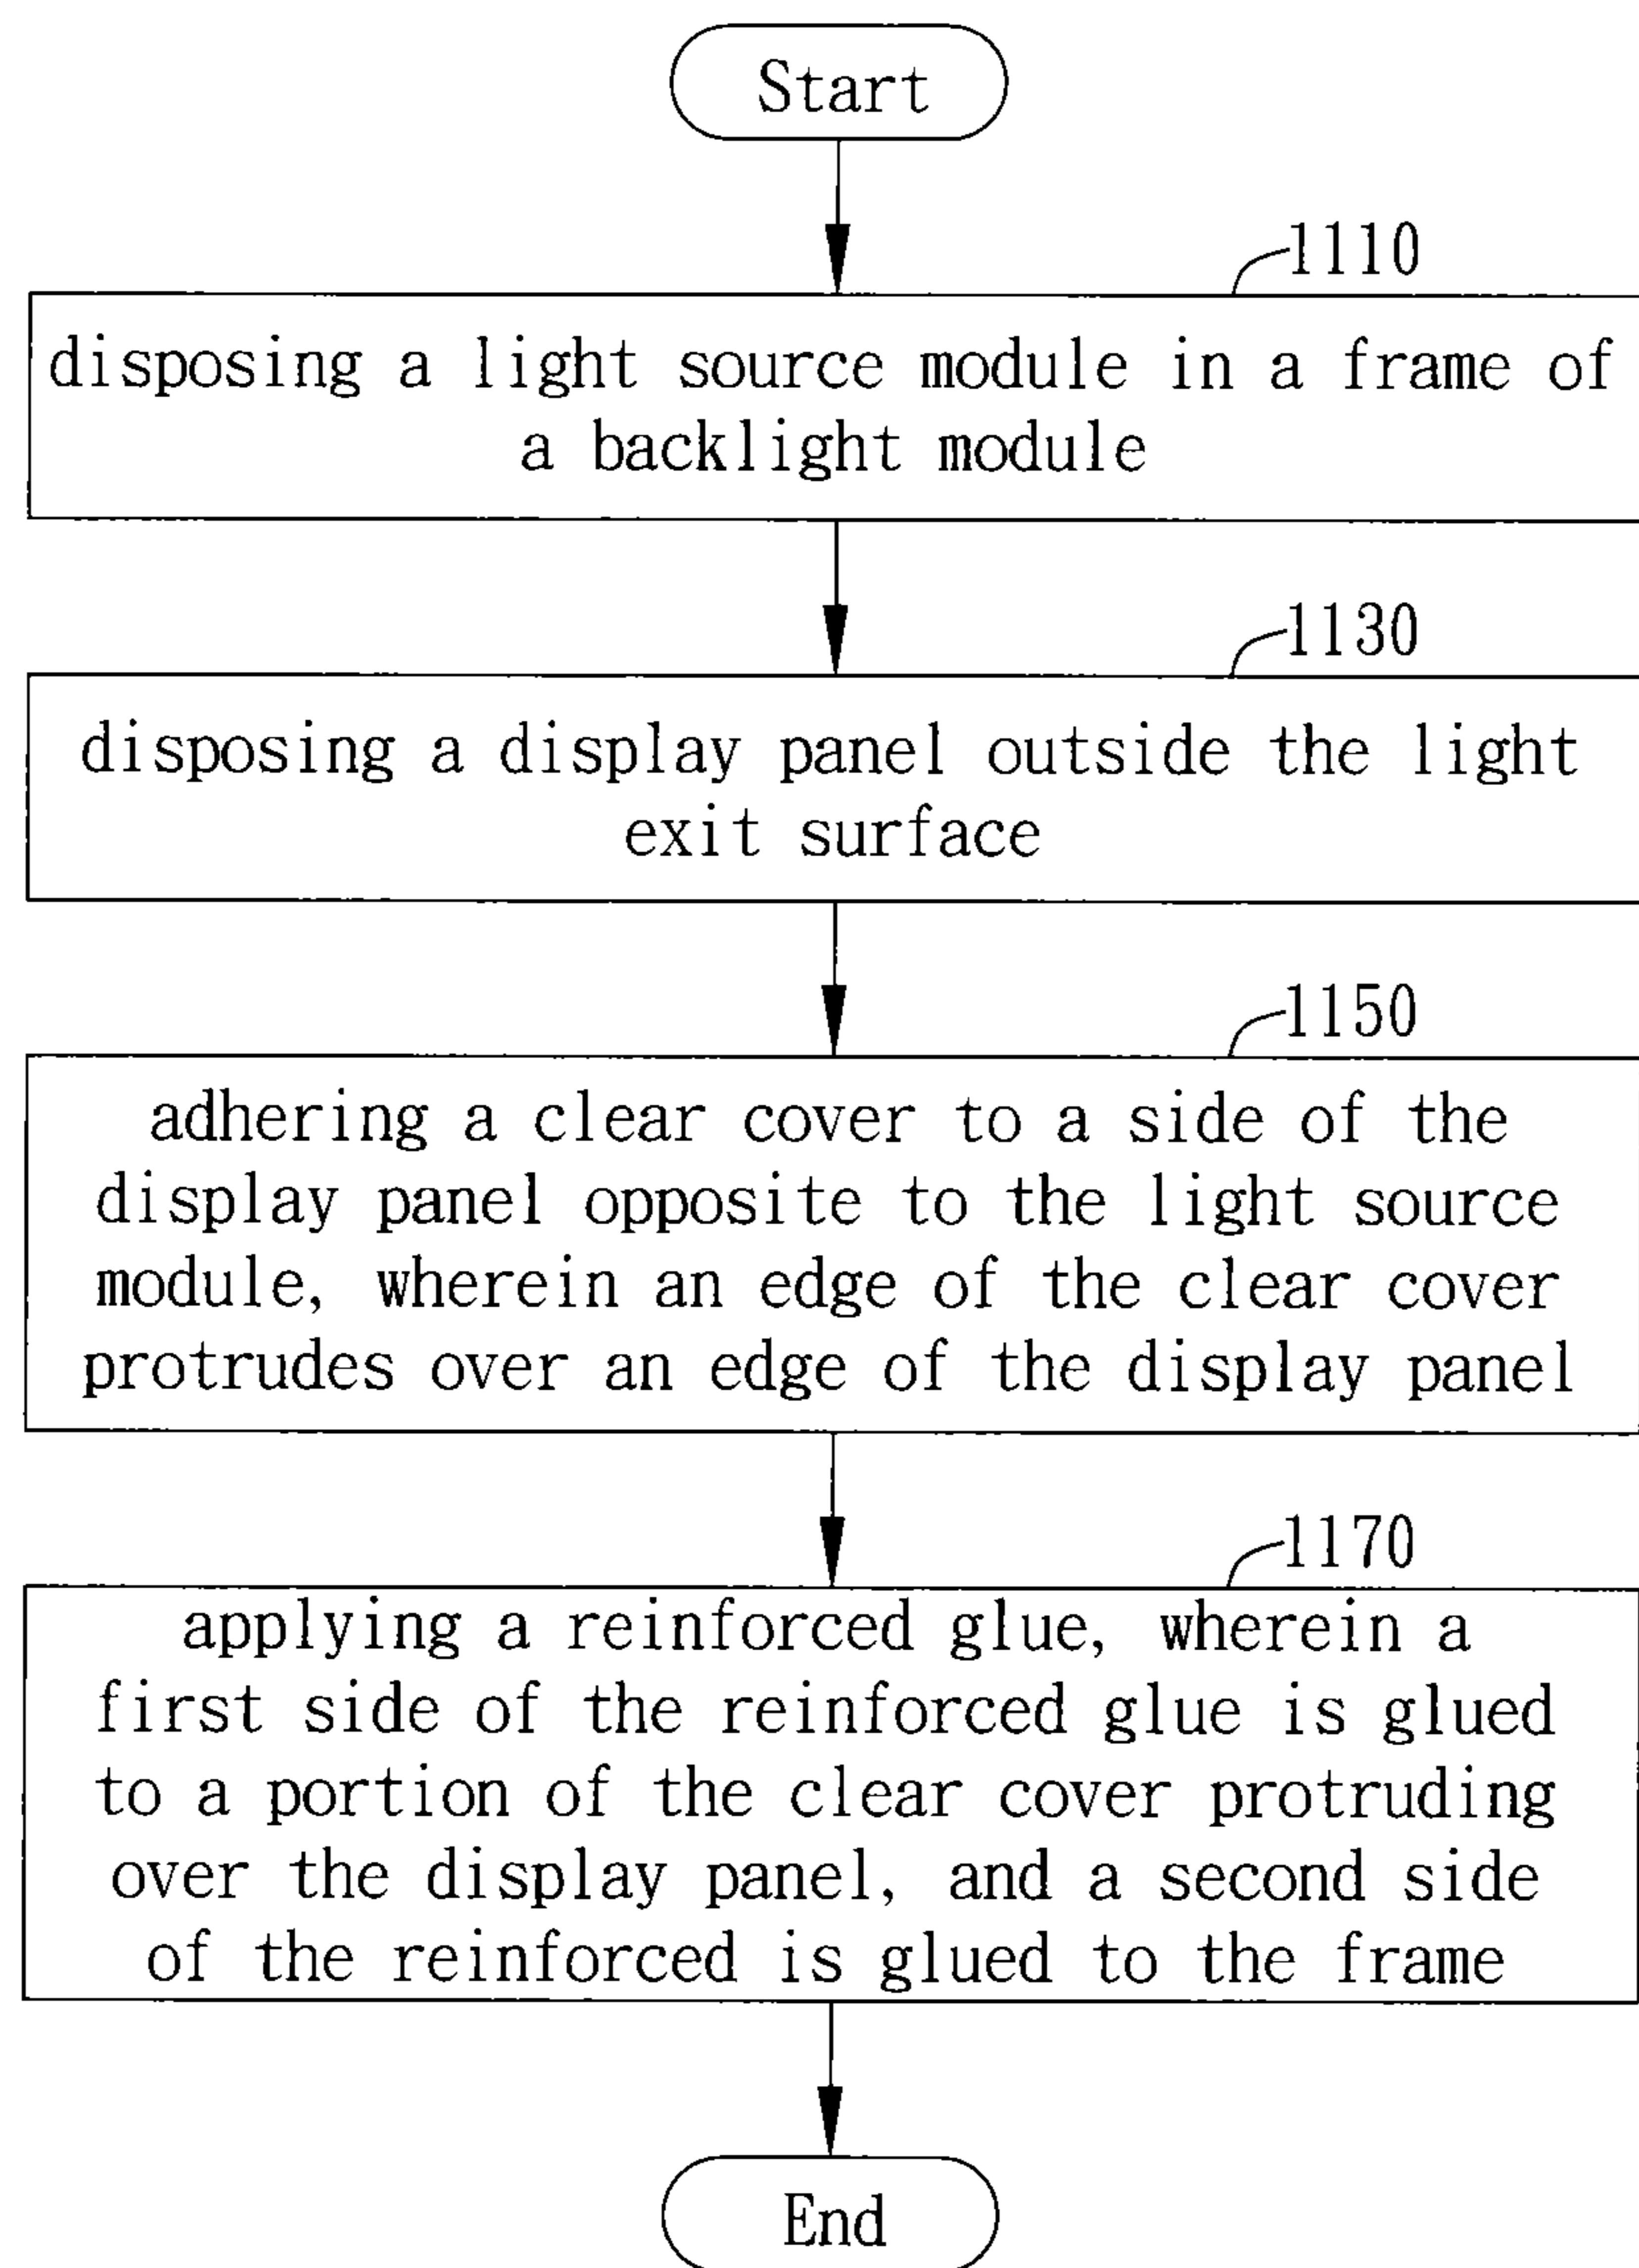 Start
1110
disposing a light source module in a frame of
a backlight module
1130
disposing a display panel outside the light
exit surface
1150
adhering a clear cover to a side of the
display panel opposite to the light source
module, wherein an edge of the clear cover
protrudes over an edge of the display panel
1170
applying a reinforced glue, wherein a
first side of the reinforced glue is glued
to a portion of the clear cover protruding
over the display panel, and a second side
of the reinforced is glued to the frame
End